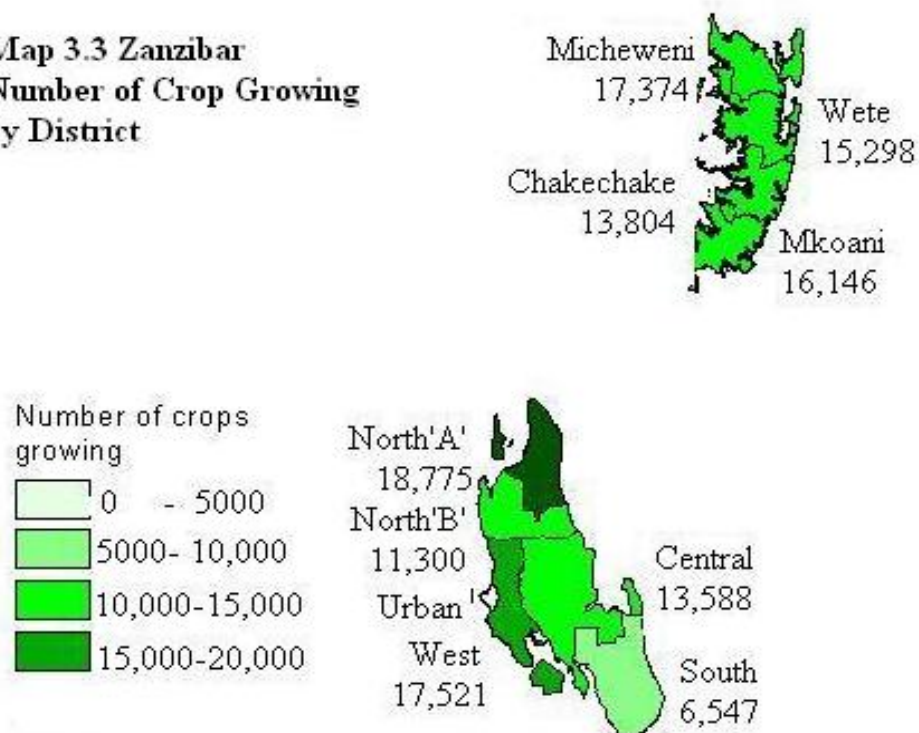 Map 3.3 Zanzibar
Number of Crop Growing
y District
Micheweni
17,374
Wete
15,298
Chakechake
13,804
Mkoani
16,146
Number of crops
growing
0 - 5000
5000- 10,000
10,000-15,000
15,000-20,000
North'A'
18,775
North'B'
11,300
Urban
West
17,521
Central
13,588
South
6,547